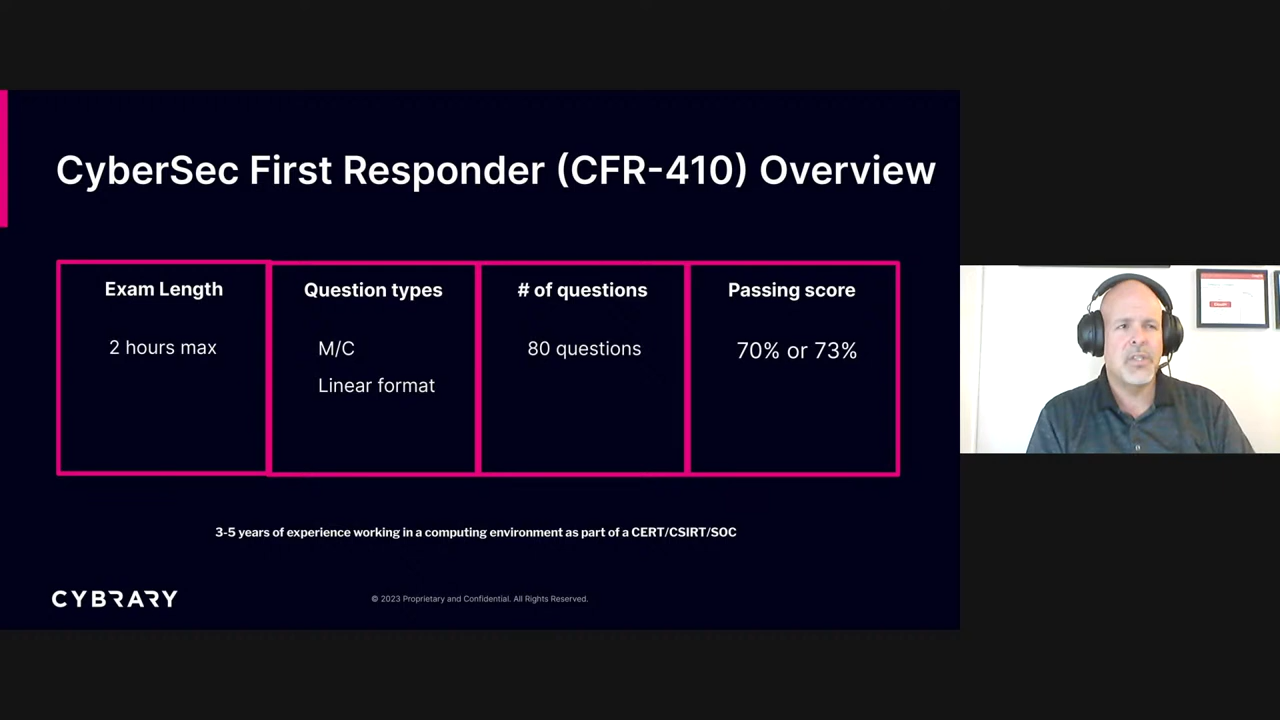 CyberSec First Responder (CFR-410) Overview
Exam Length
2 hours max
Question types
M/C
Linear format
# of questions
80 questions
Passing score
70% or 73%
3-5 years of experience working in a computing environment as part of a CERT/CSIRT/SOC
CYBRARY
© 2023 Proprietary and Confidential. All Rights Reserved.